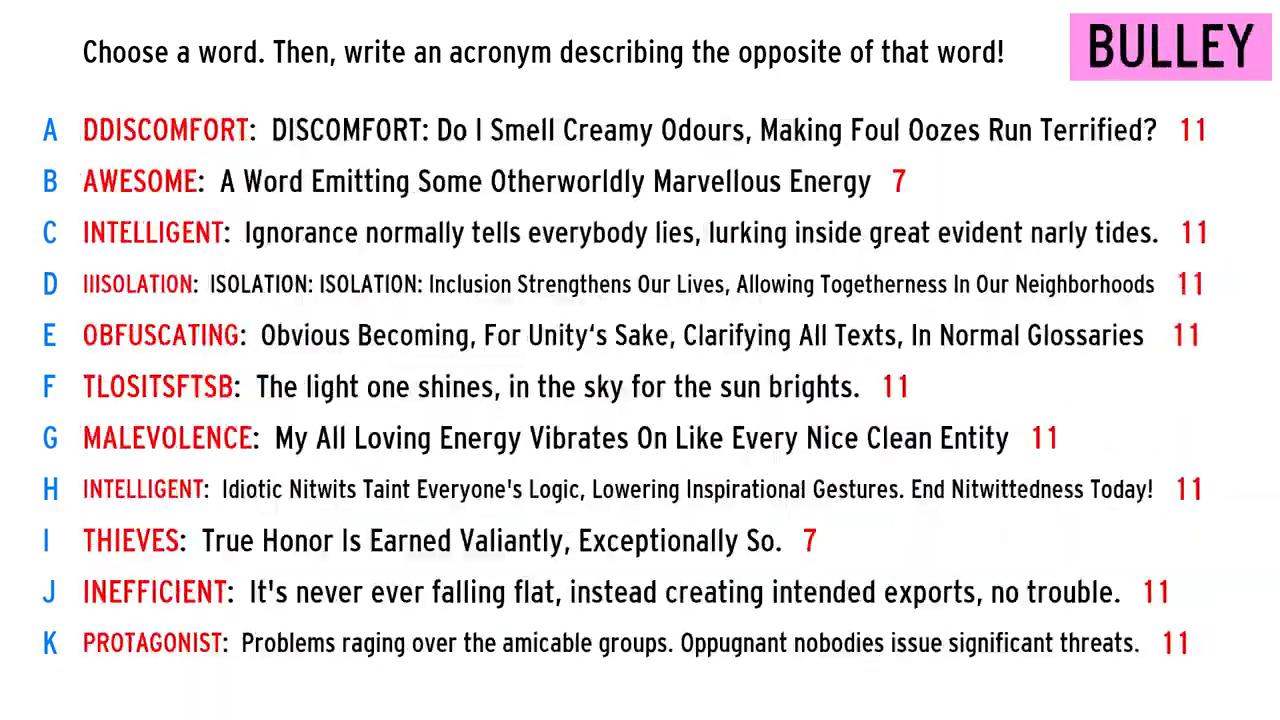 Choose a word. Then, write an acronym describing the opposite of that word!
BULLEY
A DDISCOMFORT: DISCOMFORT: Do I Smell Creamy Odours, Making Foul Oozes Run Terrified? 11
B AWESOME: A Word Emitting Some Otherworldly Marvellous Energy 7
C INTELLIGENT: Ignorance normally tells everybody lies, lurking inside great evident narly tides. 11
D IIISOLATION: ISOLATION: ISOLATION: Inclusion Strengthens Our Lives, Allowing Togetherness In Our Neighborhoods 11
E OBFUSCATING: Obvious Becoming, For Unity‘s Sake, Clarifying All Texts, In Normal Glossaries 11
F TLOSITSFTSB: The light one shines, in the sky for the sun brights. 11
G MALEVOLENCE: My All Loving Energy Vibrates On Like Every Nice Clean Entity 11
H INTELLIGENT: Idiotic Nitwits Taint Everyone's Logic, Lowering Inspirational Gestures. End Nitwittedness Today! 11
I THIEVES: True Honor Is Earned Valiantly, Exceptionally So. 7
J INEFFICIENT: It's never ever falling flat, instead creating intended exports, no trouble. 11
K PROTAGONIST: Problems raging over the amicable groups. Oppugnant nobodies issue significant threats. 11